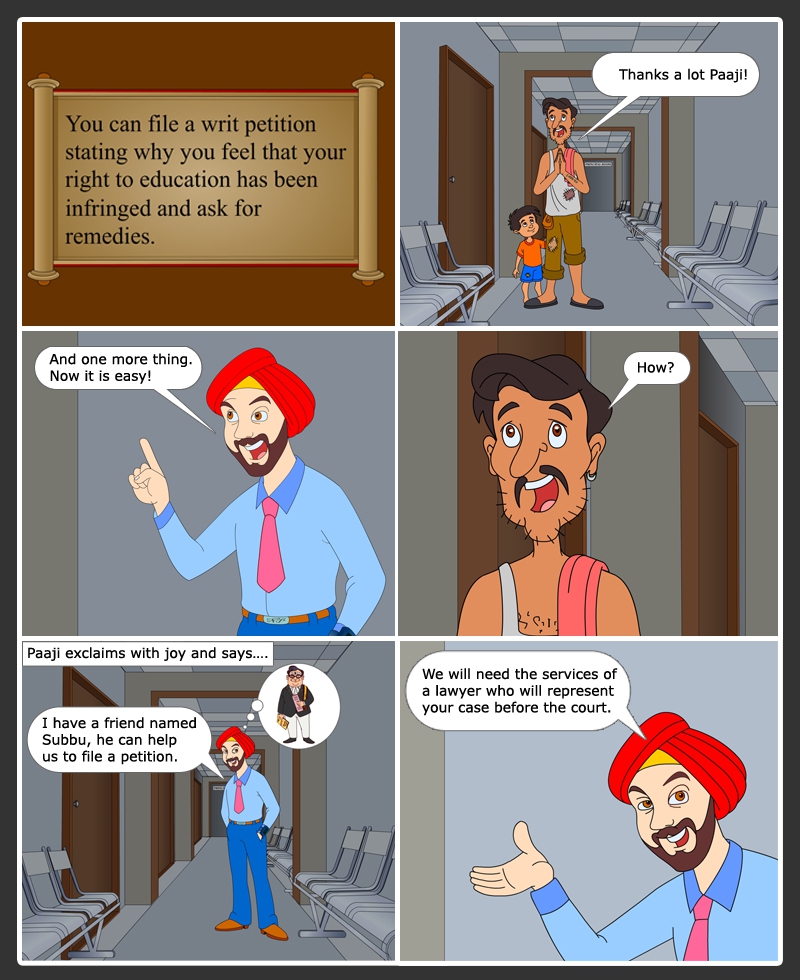 You can file a writ petition
stating why you feel that your
right to education has been
infringed and ask for
remedies.
Thanks a lot Paaji!
And one more thing.
Now it is easy!
How?
Paaji exclaims with joy and says....
I have a friend named
Subbu, he can help
us to file a petition.
We will need the services of
a lawyer who will represent
your case before the court.